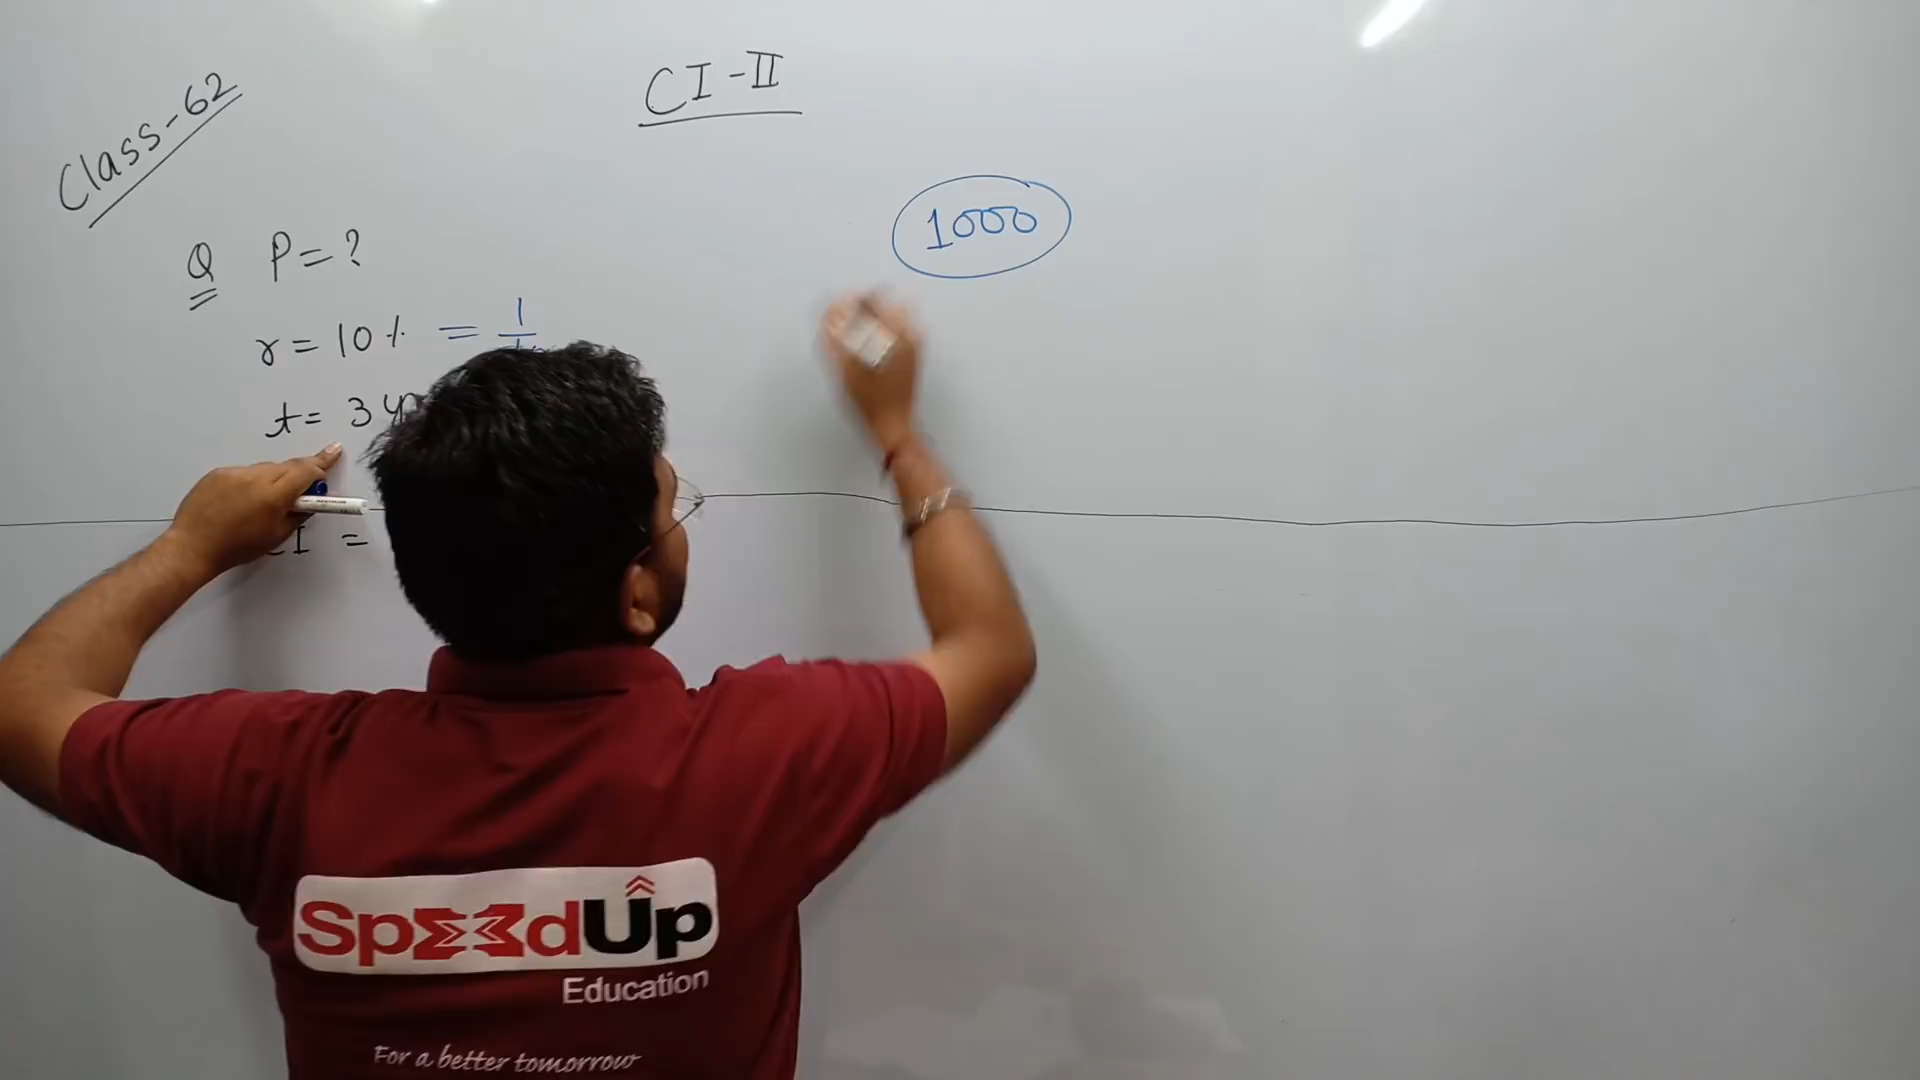 Class-62
CI-II
1000
Q P=?
r= 10% = 1
t= 3
CI =
SpeedUp
Education
For a better tomorrow